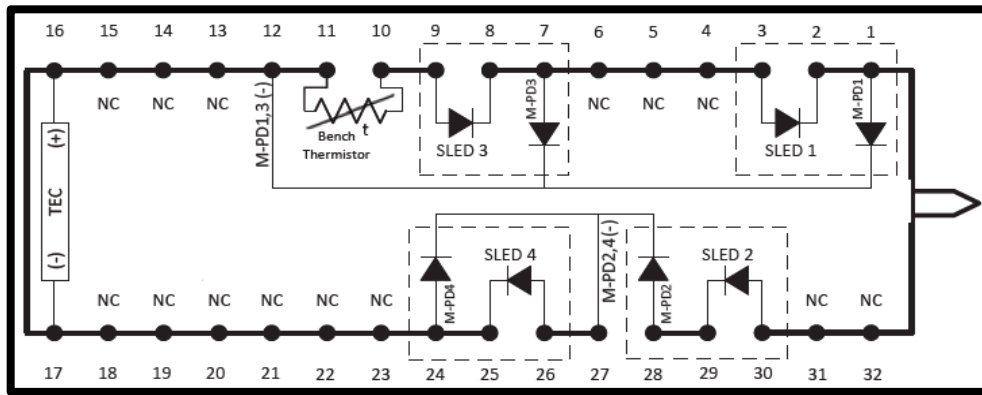 16 15 14 13 12 11 10 9 8 7 6 5 4 3 2 1
NC NC NC NC NC NC
M-PD1,3 (-)
M-PD3
M-PD1
t
Bench
Thermistor
SLED 3
SLED 1
(+)
TEC
(-)
SLED 4
M-PD2,4 (-)
SLED 2
M-PD4
M-PD2
NC NC NC NC NC NC NC NC
17 18 19 20 21 22 23 24 25 26 27 28 29 30 31 32